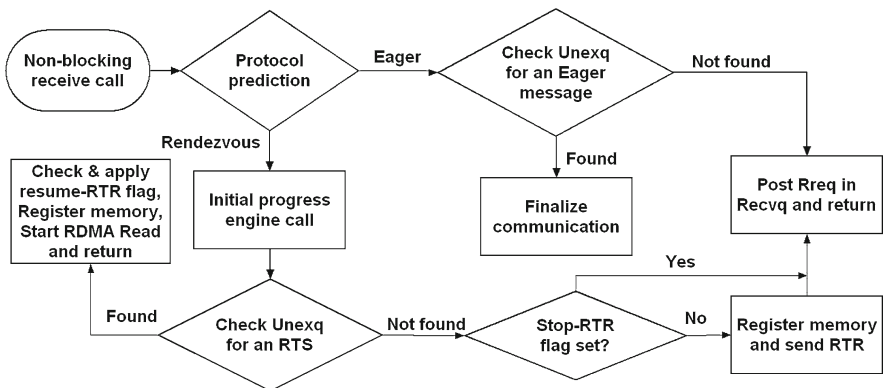 Non-blocking
receive call
Protocol
prediction
Eager
Check Unexq
for an Eager
message
Not found
Rendezvous
Found
Check & apply
resume-RTR flag,
Register memory,
Start RDMA Read
and return
Initial progress
engine call
Finalize
communication
Post Rreq in
Recvq and return
Yes
Found
Check Unexq
for an RTS
Not found
Stop-RTR
flag set?
No
Register memory
and send RTR